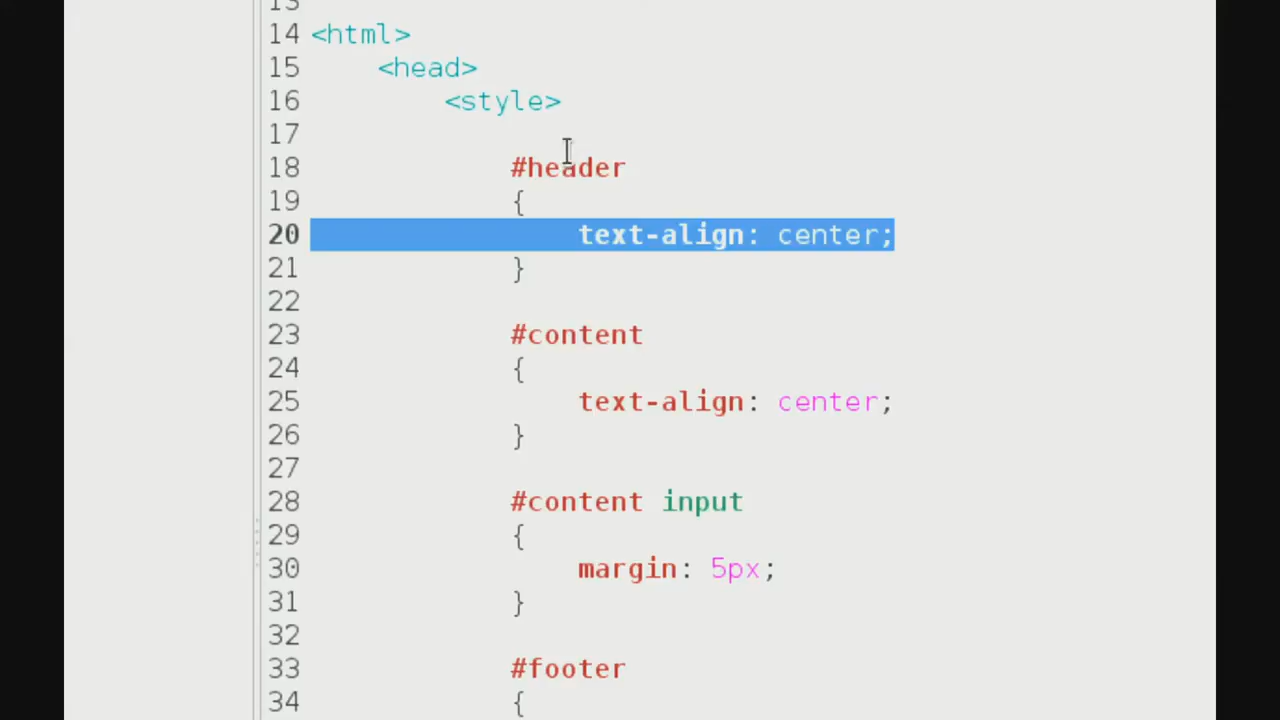 13
14 <html>
15 <head>
16 <style>
17
18 #header
19 {
20 text-align: center;
21 }
22
23 #content
24 {
25 text-align: center;
26 }
27
28 #content input
29 {
30 margin: 5px;
31 }
32
33 #footer
34 {